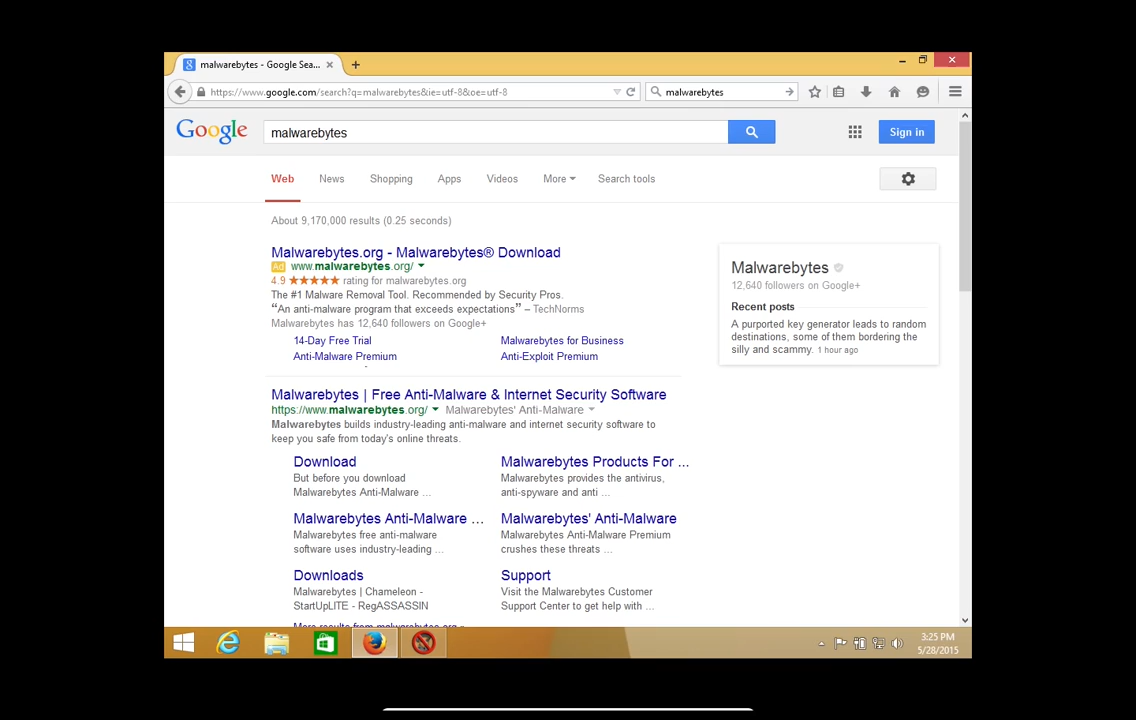 malwarebytes - Google Sea...
https://www.google.com/search?q=malwarebytes&ie=utf-8&oe=utf-8
malwarebytes
Google
malwarebytes
Sign in
Web News Shopping Apps Videos More Search tools
About 9,170,000 results (0.25 seconds)
Malwarebytes.org - Malwarebytes® Download
Ad www.malwarebytes.org/
4.9 ★★★★★ rating for malwarebytes.org
The #1 Malware Removal Tool. Recommended by Security Pros.
“An anti-malware program that exceeds expectations” – TechNorms
Malwarebytes has 12,640 followers on Google+
14-Day Free Trial Malwarebytes for Business
Anti-Malware Premium Anti-Exploit Premium
Malwarebytes | Free Anti-Malware & Internet Security Software
https://www.malwarebytes.org/ Malwarebytes' Anti-Malware
Malwarebytes builds industry-leading anti-malware and internet security software to
keep you safe from today's online threats.
Download
But before you download
Malwarebytes Anti-Malware ...
Malwarebytes Products For ...
Malwarebytes provides the antivirus,
anti-spyware and anti ...
Malwarebytes Anti-Malware ...
Malwarebytes free anti-malware
software uses industry-leading ...
Malwarebytes' Anti-Malware
Malwarebytes Anti-Malware Premium
crushes these threats ...
Downloads
Malwarebytes | Chameleon -
StartUpLITE - RegASSASSIN
Support
Visit the Malwarebytes Customer
Support Center to get help with ...
More results from malwarebytes.org »
Malwarebytes
12,640 followers on Google+
Recent posts
A purported key generator leads to random
destinations, some of them bordering the
silly and scammy. 1 hour ago
3:25 PM
5/28/2015